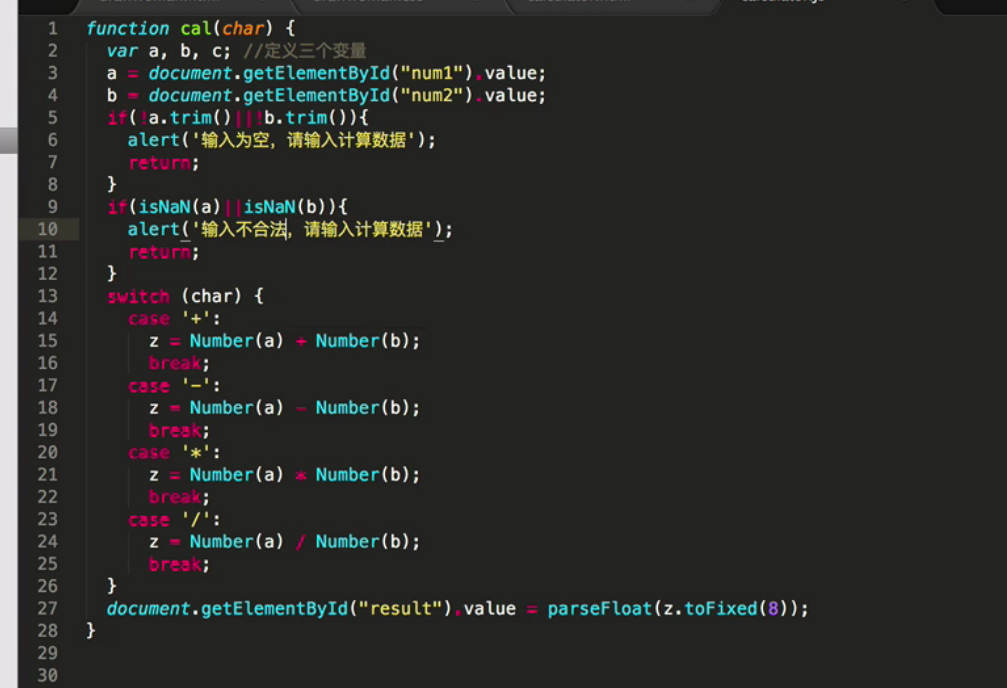 1 function cal(char) {
2 var a, b, c; //定义三个变量
3 a = document.getElementById("num1").value;
4 b = document.getElementById("num2").value;
5 if(!a.trim()||!b.trim()){
6 alert('输入为空，请输入计算数据');
7 return;
8 }
9 if(isNaN(a)||isNaN(b)){
10 alert('输入不合法，请输入计算数据');
11 return;
12 }
13 switch (char) {
14 case '+':
15 z = Number(a) + Number(b);
16 break;
17 case '-':
18 z = Number(a) - Number(b);
19 break;
20 case '*':
21 z = Number(a) * Number(b);
22 break;
23 case '/':
24 z = Number(a) / Number(b);
25 break;
26 }
27 document.getElementById("result").value = parseFloat(z.toFixed(8));
28 }
29
30